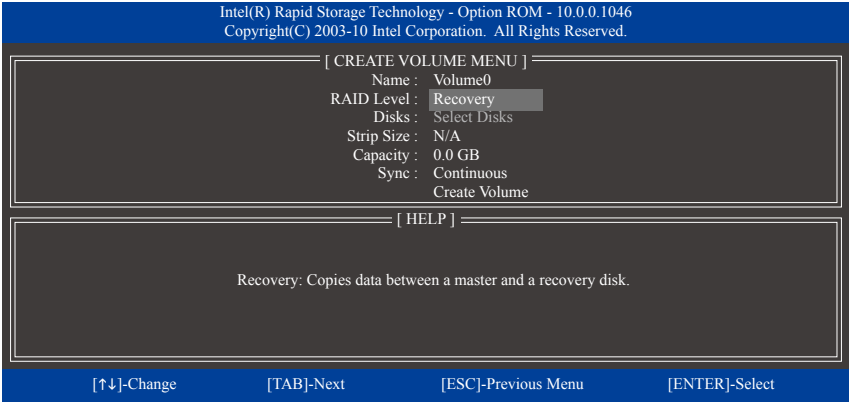 Intel(R) Rapid Storage Technology - Option ROM - 10.0.0.1046
Copyright(C) 2003-10 Intel Corporation. All Rights Reserved.
[ CREATE VOLUME MENU ]
Name : Volume0
RAID Level : Recovery
Disks : Select Disks
Strip Size : N/A
Capacity : 0.0 GB
Sync : Continuous
Create Volume
[ HELP ]
Recovery: Copies data between a master and a recovery disk.
[↑↓]-Change [TAB]-Next [ESC]-Previous Menu [ENTER]-Select